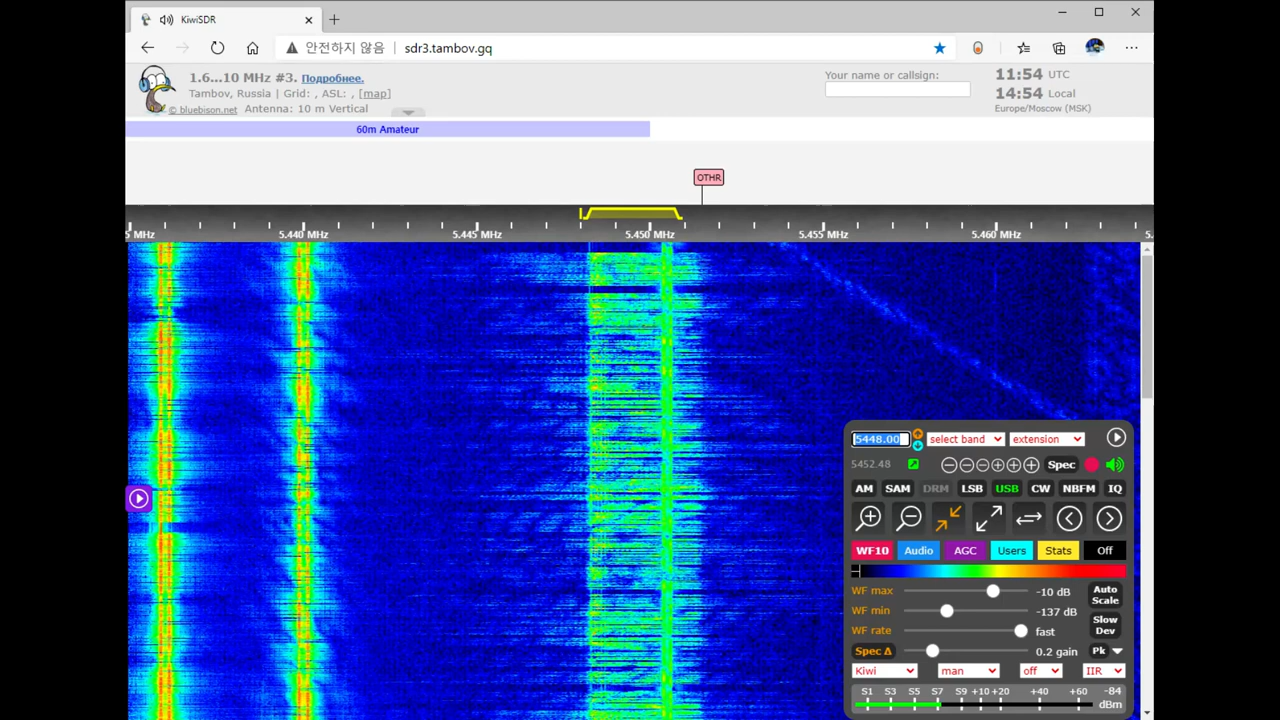 KiwiSDR
안전하지 않음 sdr3.tambov.gq
1.6...10 MHz #3. Подробнее.
Tambov, Russia | Grid: , ASL: , [map]
© bluebison.net Antenna: 10 m Vertical
Your name or callsign:
11:54 UTC
14:54 Local
Europe/Moscow (MSK)
60m Amateur
OTHR
5 MHz 5.440 MHz 5.445 MHz 5.450 MHz 5.455 MHz 5.460 MHz 5.
5448.00 select band extension
5452.48 Spec
AM SAM DRM LSB USB CW NBFM IQ
WF10 Audio AGC Users Stats Off
WF max -10 dB Auto Scale
WF min -137 dB
WF rate fast Slow Dev
Spec Δ 0.2 gain Pk
Kiwi man off IIR
S1 S3 S5 S7 S9 +10 +20 +40 +60 -84
dBm